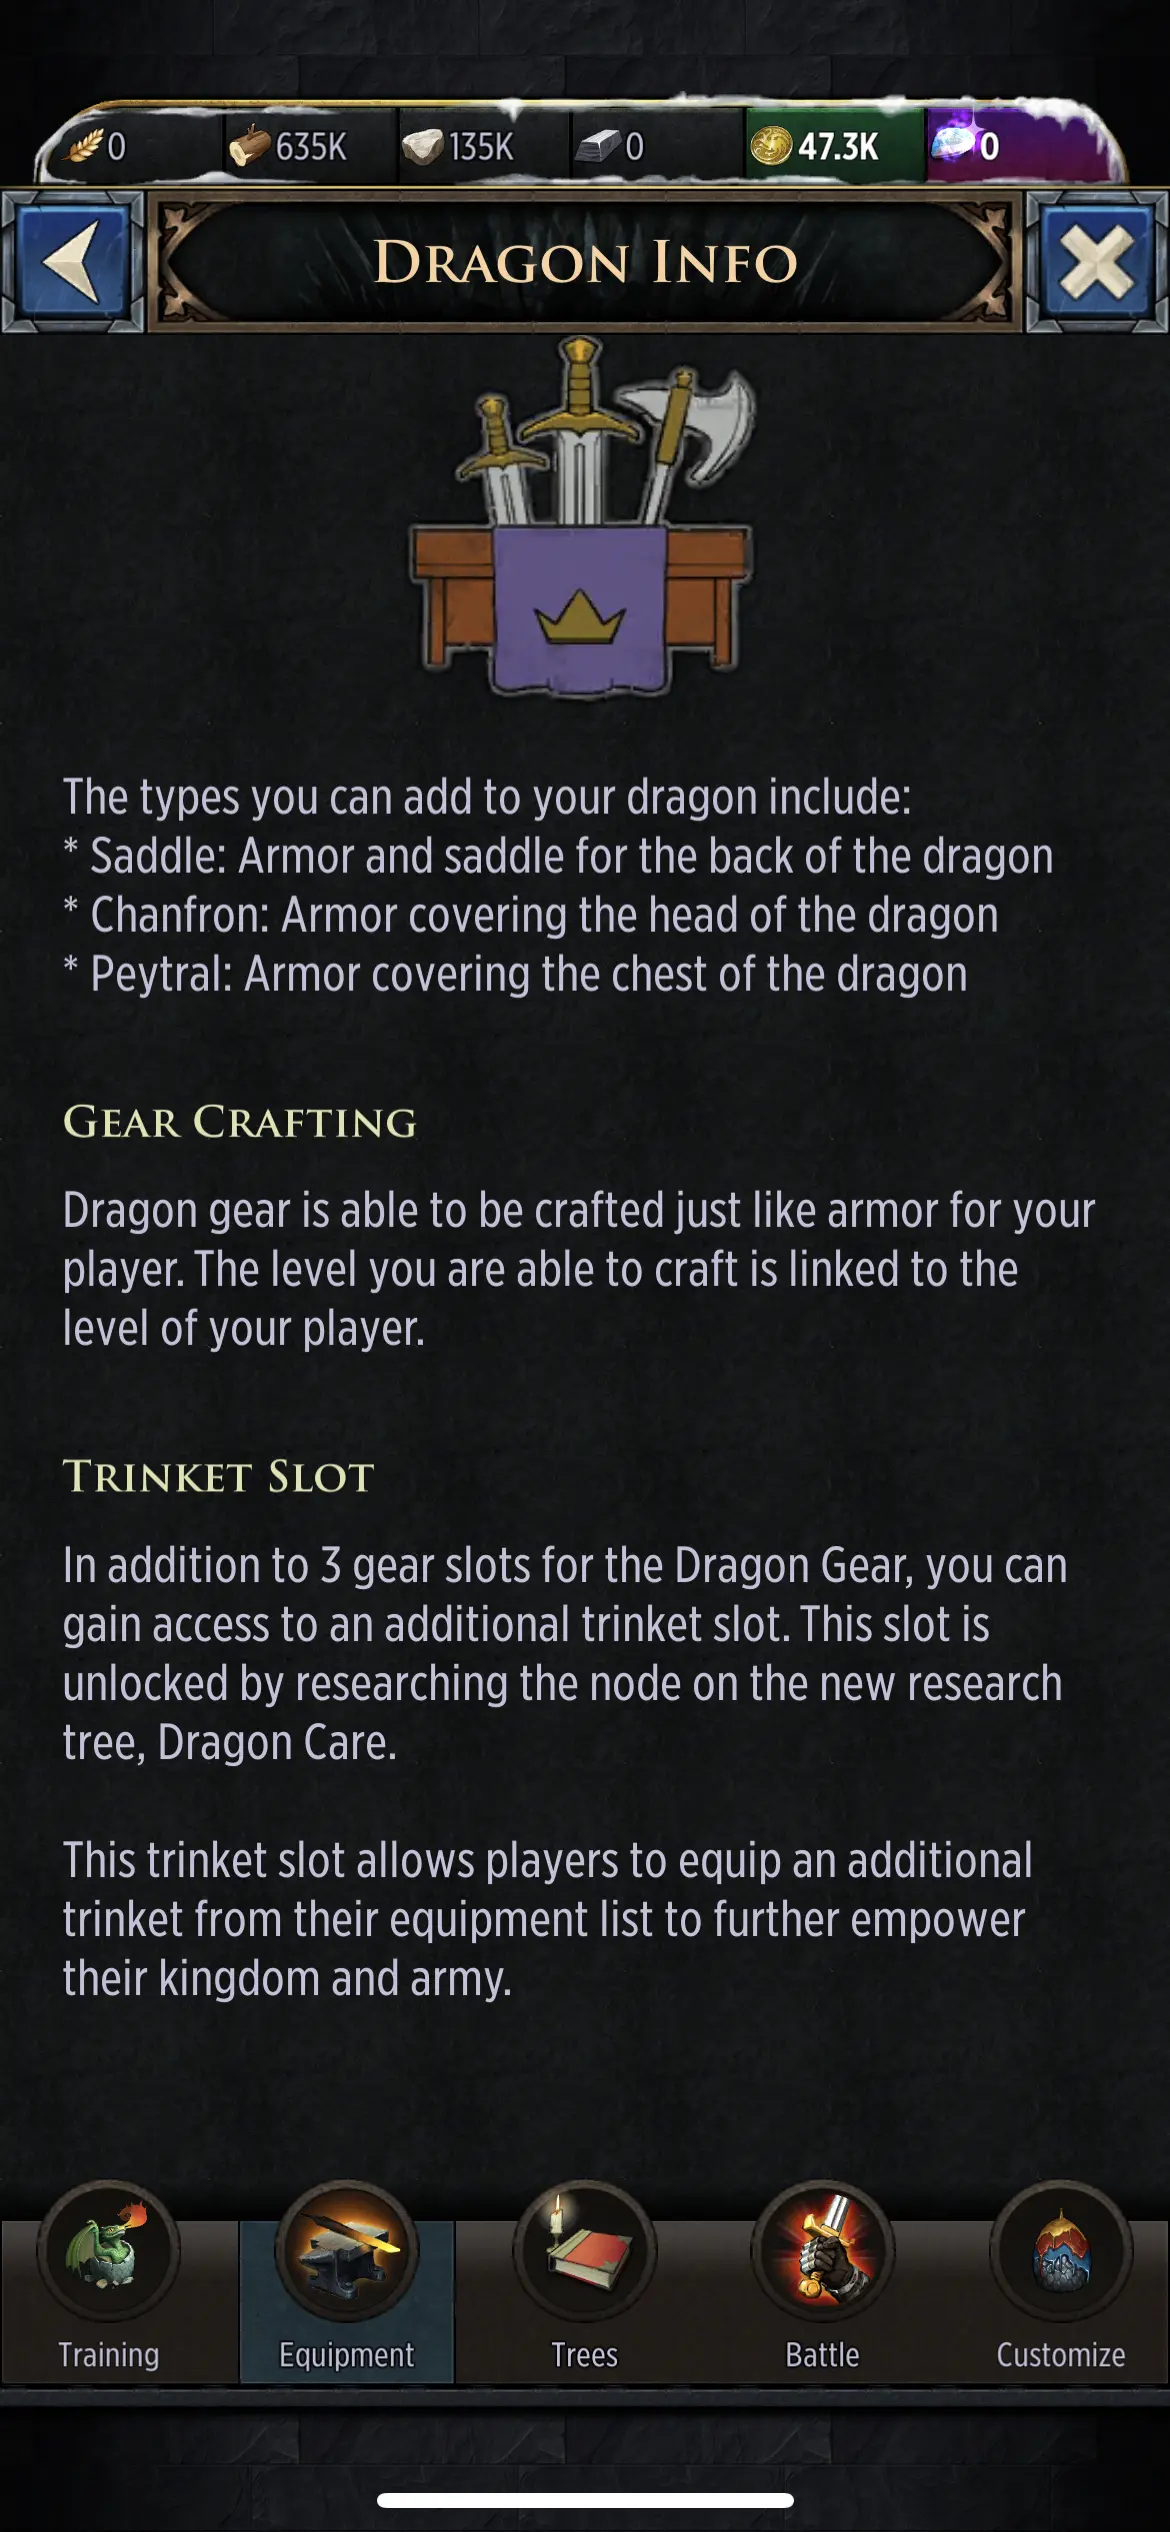 0 635K 135K 0 47.3K 0
Dragon Info
The types you can add to your dragon include:
* Saddle: Armor and saddle for the back of the dragon
* Chanfron: Armor covering the head of the dragon
* Peytral: Armor covering the chest of the dragon
Gear Crafting
Dragon gear is able to be crafted just like armor for your
player. The level you are able to craft is linked to the
level of your player.
Trinket Slot
In addition to 3 gear slots for the Dragon Gear, you can
gain access to an additional trinket slot. This slot is
unlocked by researching the node on the new research
tree, Dragon Care.
This trinket slot allows players to equip an additional
trinket from their equipment list to further empower
their kingdom and army.
Training Equipment Trees Battle Customize